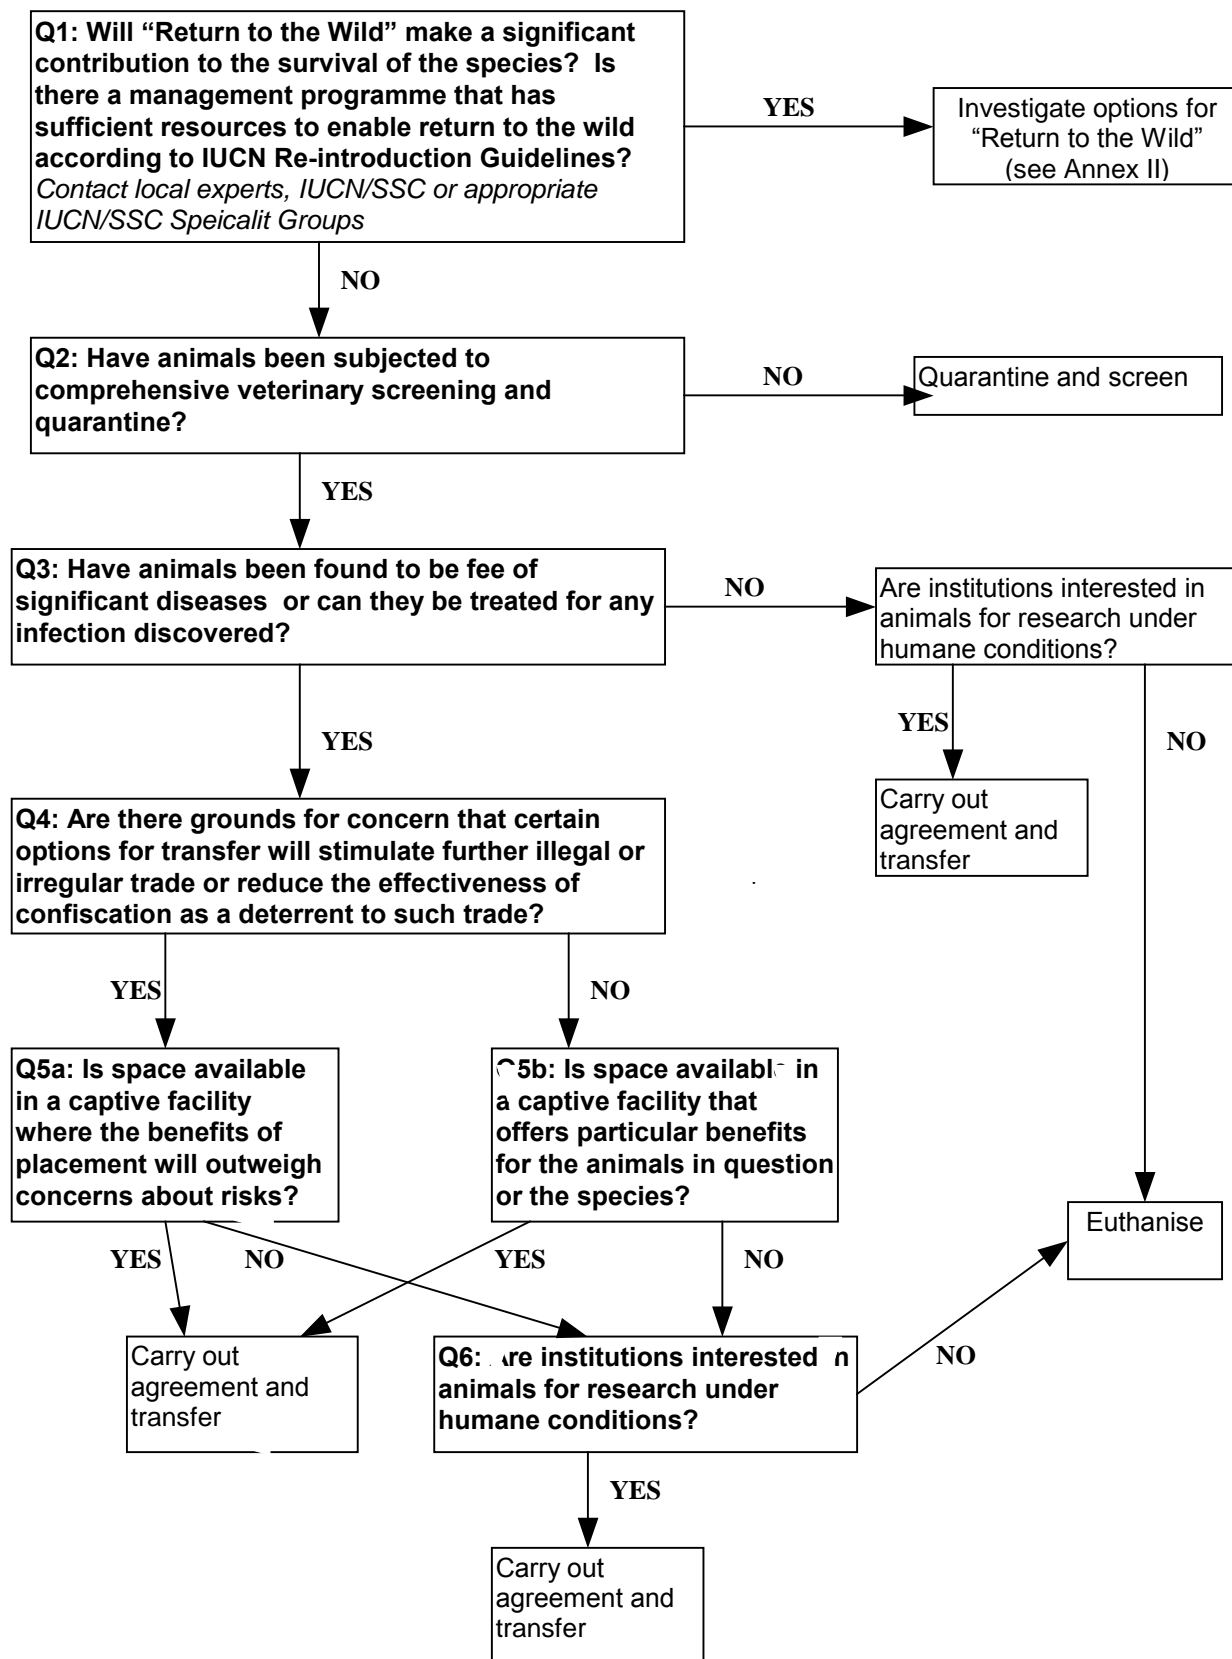 Q1: Will “Return to the Wild” make a significant
contribution to the survival of the species?  Is
there a management programme that has
sufficient resources to enable return to the wild
according to IUCN Re-introduction Guidelines?
Contact local experts, IUCN/SSC or appropriate
IUCN/SSC Speicalit Groups
YES
Investigate options for
“Return to the Wild”
(see Annex II)
NO
Q2: Have animals been subjected to
comprehensive veterinary screening and
quarantine?
NO
Quarantine and screen
YES
Q3: Have animals been found to be fee of
significant diseases  or can they be treated for any
infection discovered?
NO
Are institutions interested in
animals for research under
humane conditions?
YES
YES
NO
Carry out
agreement and
transfer
Q4: Are there grounds for concern that certain
options for transfer will stimulate further illegal or
irregular trade or reduce the effectiveness of
confiscation as a deterrent to such trade?
YES
NO
Q5a: Is space available
in a captive facility
where the benefits of
placement will outweigh
concerns about risks?
Q5b: Is space available in
a captive facility that
offers particular benefits
for the animals in question
or the species?
Euthanise
YES
NO
YES
NO
Carry out
agreement and
transfer
Q6: Are institutions interested in
animals for research under
humane conditions?
NO
YES
Carry out
agreement and
transfer